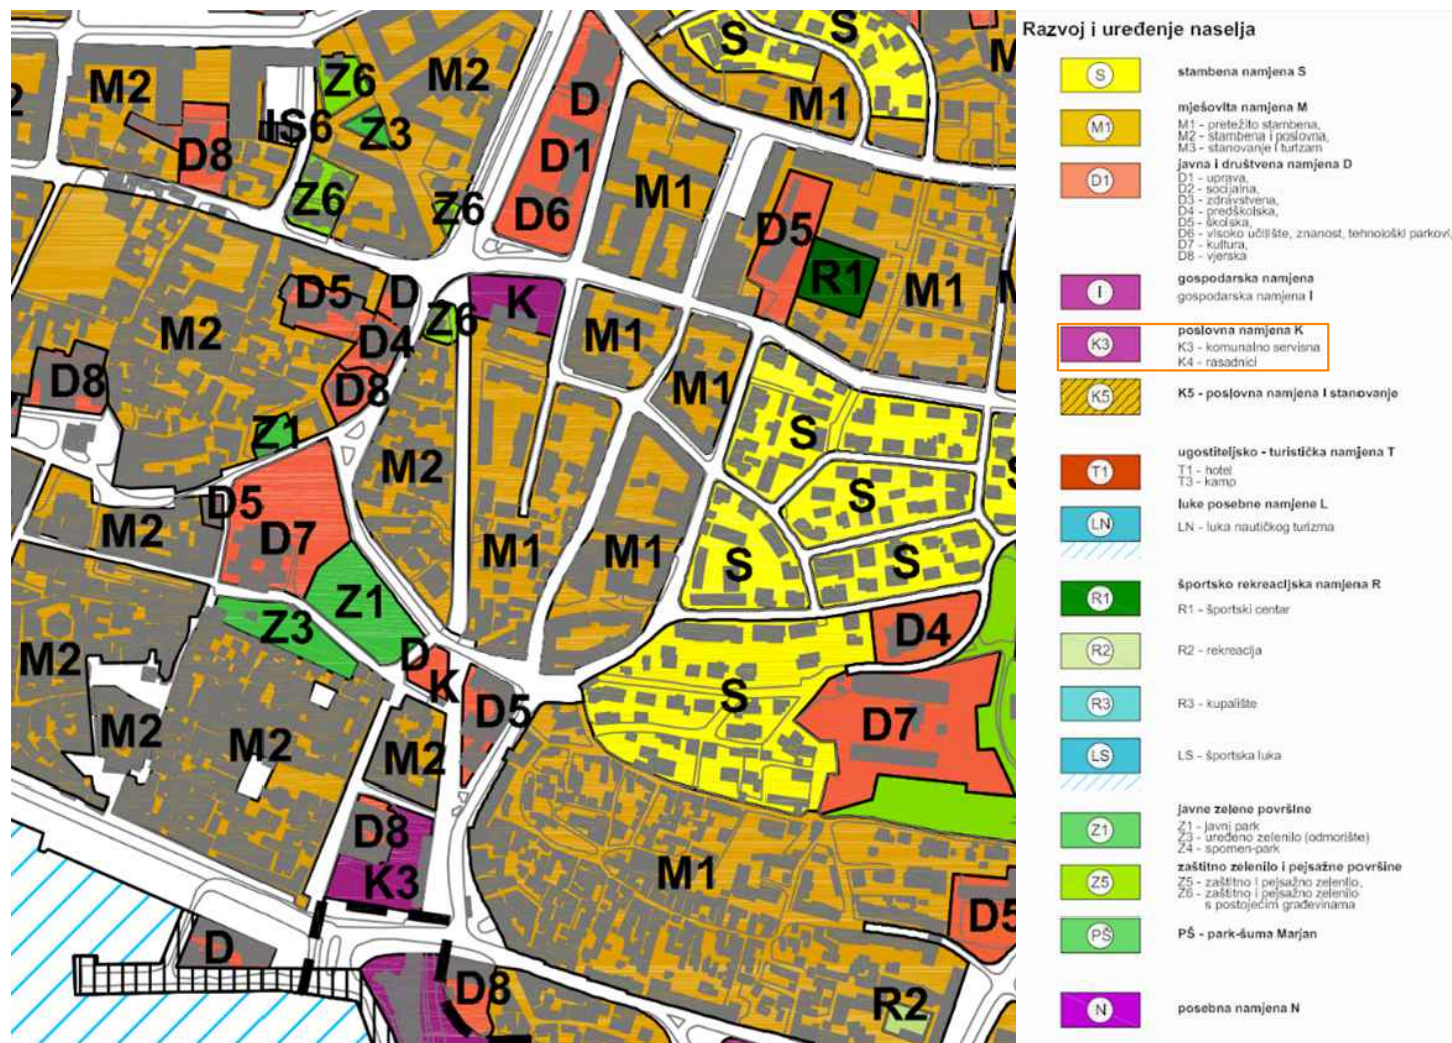 S
S
M
M2
M2
2
Z6
D
M1
IS6
Z3
D8
D1
Z6
Z6
M1
D6
D5
R1
M1
D5
D
K
Z6
M2
M1
D4
D8
D8
M1
Z1
S
M2
S
D5
M2
D7
M1
M1
S
S
Z1
Z3
D4
M2
D
K
S
D5
D7
M2
M2
M2
D8
M1
K3
D5
D
D8
R2
Razvoj i uređenje naselja
S
stambena namjena S
mješovita namjena M
M1
M1 - pretežito stambena,
M2 - stambena i poslovna,
M3 - stanovanje i turizam
javna i društvena namjena D
D1
D1 - uprava,
D2 - socijalna,
D3 - zdravstvena,
D4 - predškolska,
D5 - školska,
D6 - visoko učilište, znanost, tehnološki parkovi,
D7 - kultura,
D8 - vjerska
I
gospodarska namjena
gospodarska namjena I
poslovna namjena K
K3
K3 - komunalno servisna
K4 - rasadnici
K5
K5 - poslovna namjena i stanovanje
ugostiteljsko - turistička namjena T
T1
T1 - hotel
T3 - kamp
luke posebne namjene L
LN
LN - luka nautičkog turizma
športsko rekreacijska namjena R
R1
R1 - športski centar
R2
R2 - rekreacija
R3
R3 - kupalište
LS
LS - športska luka
javne zelene površine
Z1
Z1 - javni park
Z3 - uređeno zelenilo (odmorište)
Z4 - spomen-park
zaštitno zelenilo i pejsažne površine
Z5
Z5 - zaštitno i pejsažno zelenilo,
Z6 - zaštitno i pejsažno zelenilo
s postojećim građevinama
PŠ
PŠ - park-šuma Marjan
N
posebna namjena N